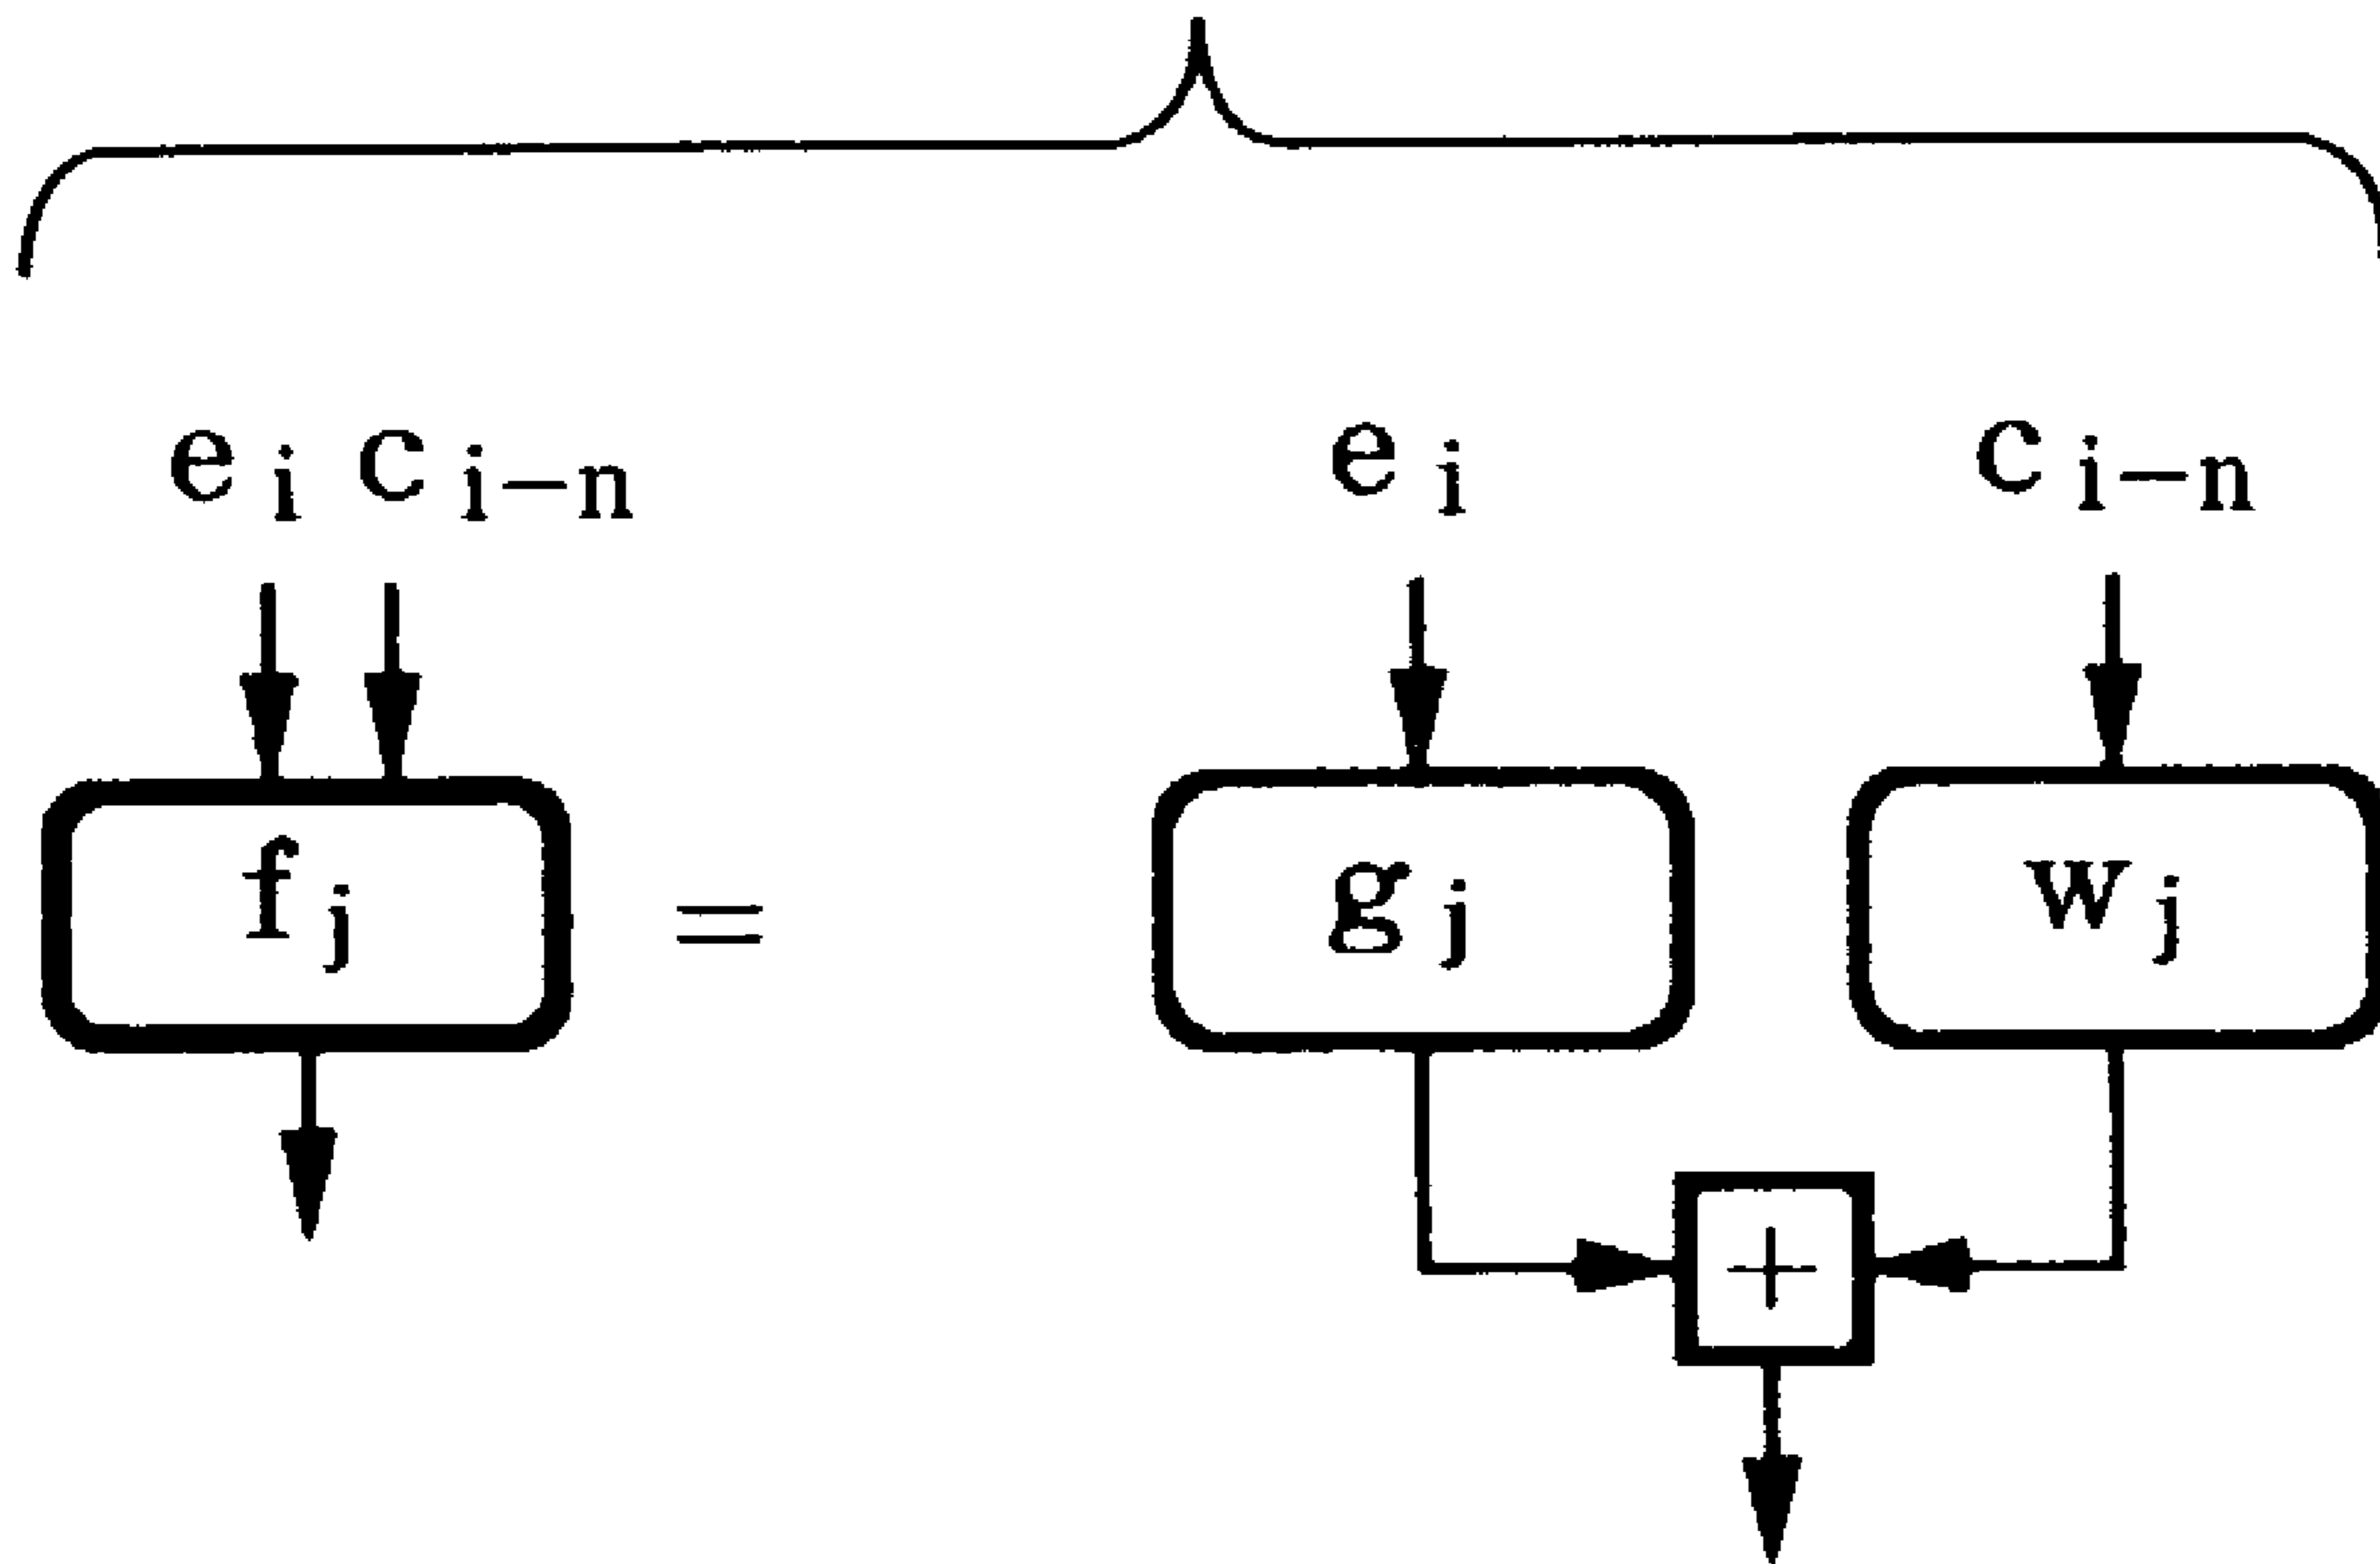 e i c i−n e i c i−n
f j = g j w j
+